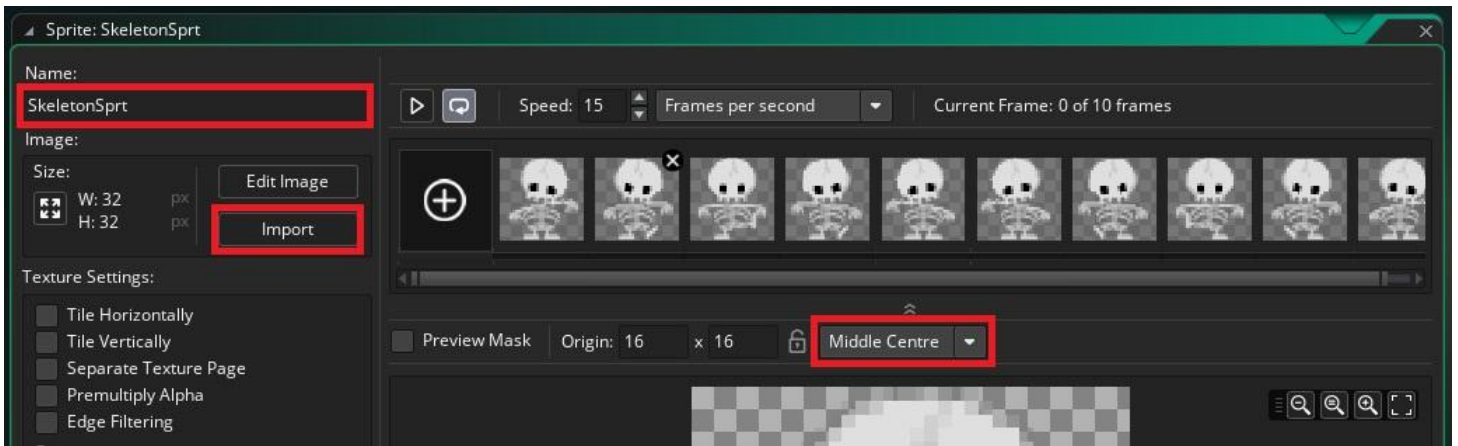 Sprite: SkeletonSprt
Name:
SkeletonSprt
Image:
Size:
W: 32 px
H: 32 px
Edit Image
Import
Texture Settings:
Tile Horizontally
Tile Vertically
Separate Texture Page
Premultiply Alpha
Edge Filtering
Speed: 15 Frames per second Current Frame: 0 of 10 frames
Preview Mask Origin: 16 x 16 Middle Centre